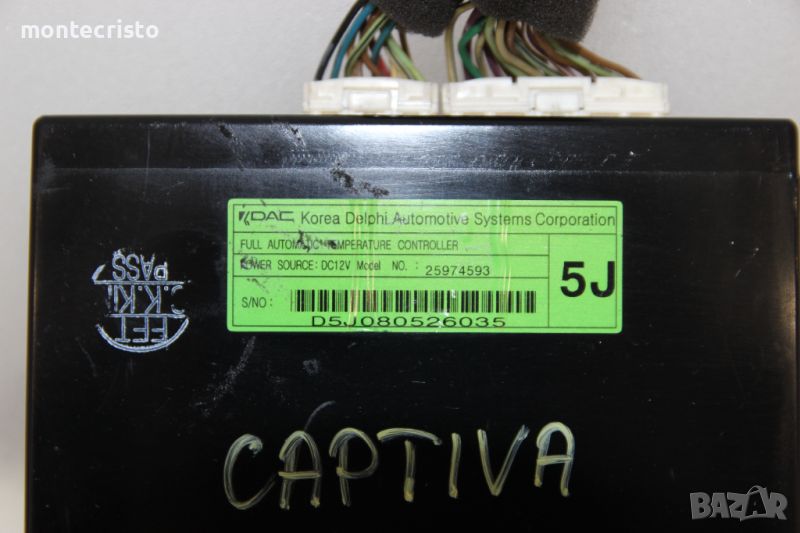 montecristo
KDAC Korea Delphi Automotive Systems Corporation
FULL AUTOMATIC TEMPERATURE CONTROLLER
POWER SOURCE: DC12V Model NO. : 25974593
5J
S/NO:
D5J080526035
PASS
CAPTIVA
BAZAR